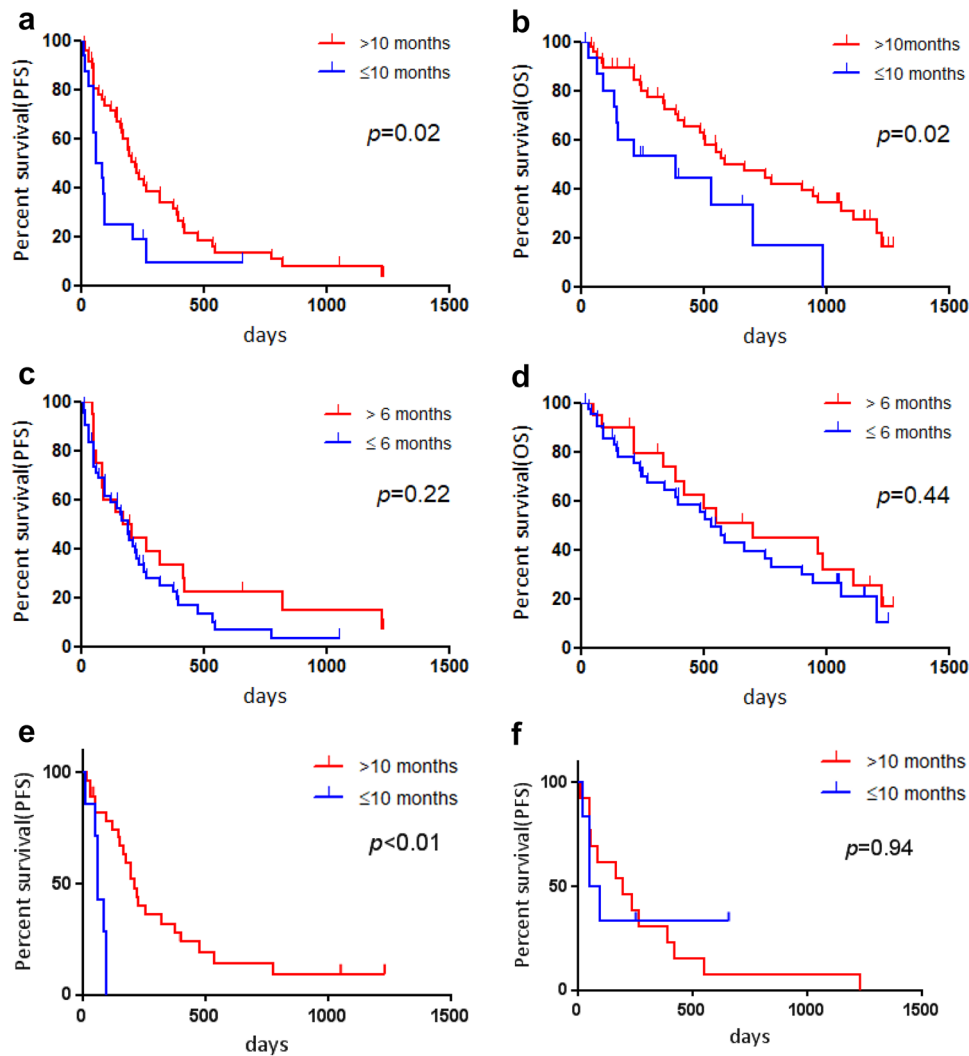 a
Percent survival(PFS)
100
80
60
40
20
0
>10 months
≤10 months
p=0.02
0 500 1000 1500
days
b
Percent survival(OS)
100
80
60
40
20
0
>10months
≤10 months
p=0.02
0 500 1000 1500
days
c
Percent survival(PFS)
100
80
60
40
20
0
> 6 months
≤ 6 months
p=0.22
0 500 1000 1500
days
d
Percent survival(OS)
100
80
60
40
20
0
> 6 months
≤ 6 months
p=0.44
0 500 1000 1500
days
e
Percent survival(PFS)
100
50
0
>10 months
≤10 months
p<0.01
0 500 1000 1500
days
f
Percent survival(PFS)
100
50
0
>10 months
≤10 months
p=0.94
0 500 1000 1500
days